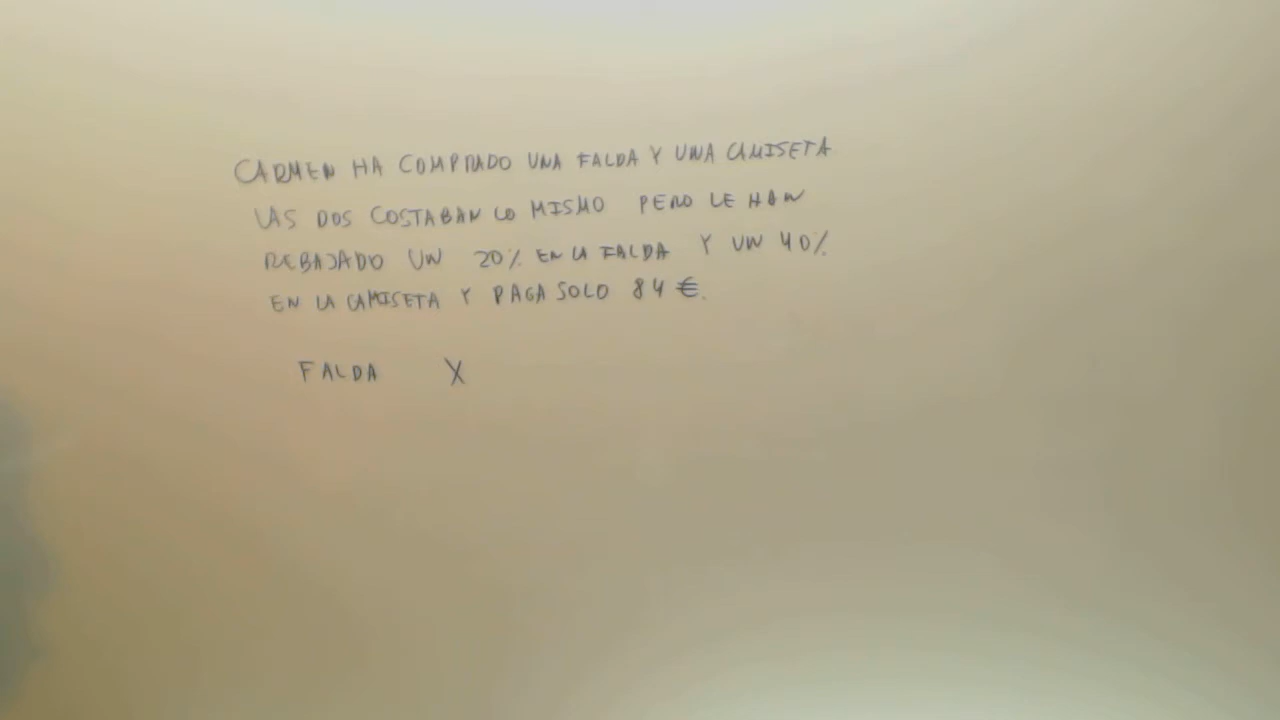 CARMEN HA COMPRADO UNA FALDA Y UNA CAMISETA
LAS DOS COSTABAN LO MISMO PERO LE HAN
REBAJADO UN 20% EN LA FALDA Y UN 40%
EN LA CAMISETA Y PAGA SOLO 84 €.
FALDA X